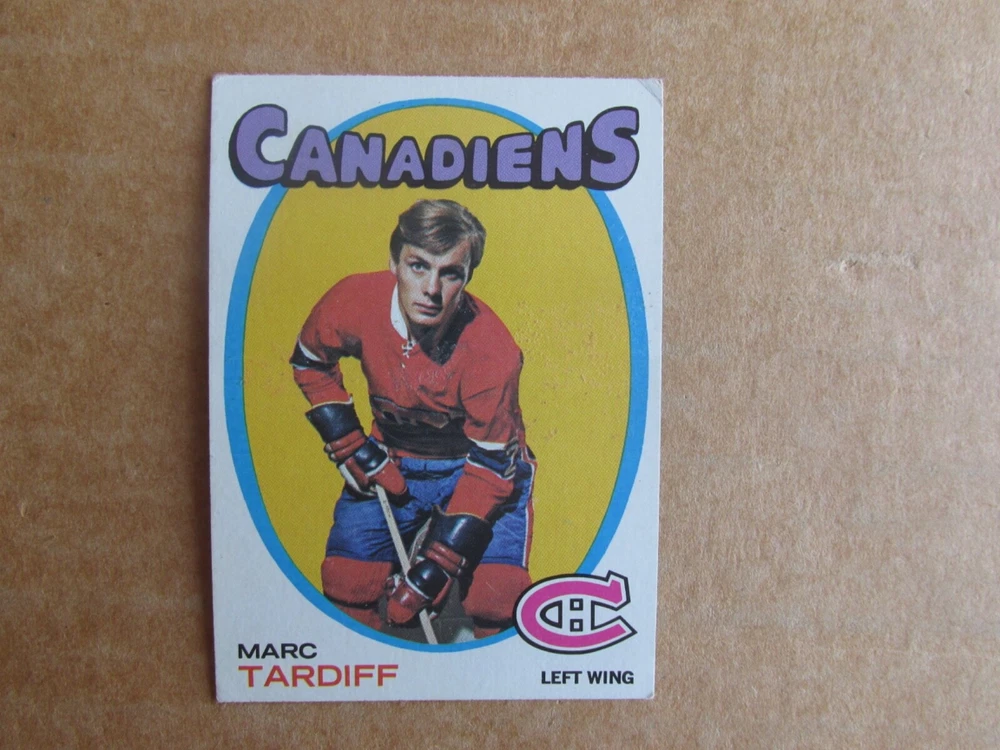 CANADIENS
MARC
TARDIFF
LEFT WING